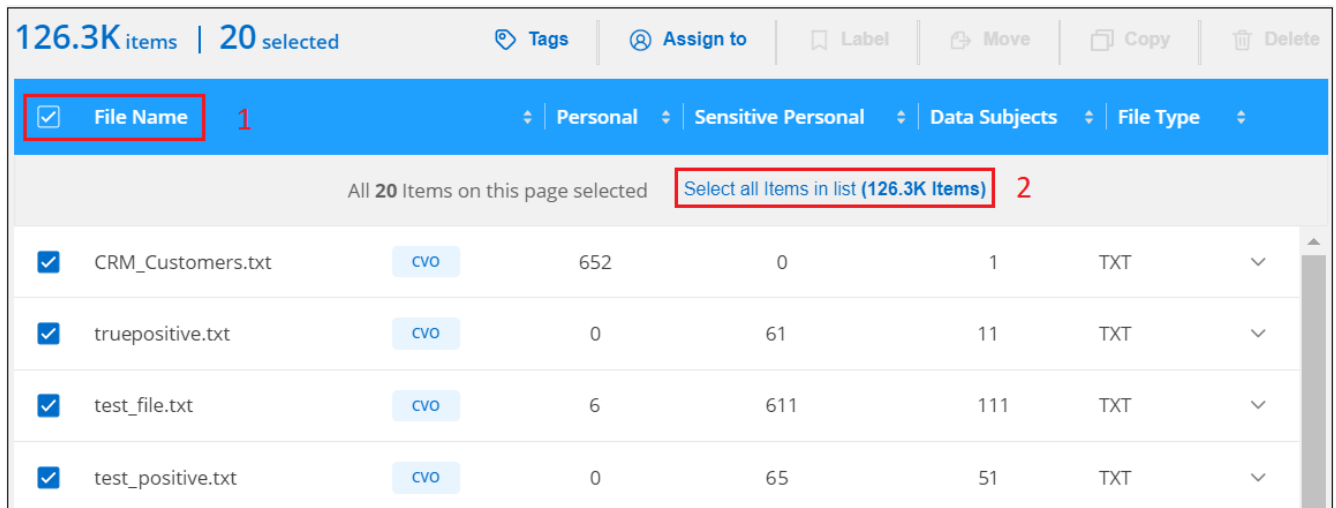 126.3K items | 20 selected Tags Assign to Label Move Copy Delete
File Name 1 Personal Sensitive Personal Data Subjects File Type
All 20 Items on this page selected Select all Items in list (126.3K Items) 2
CRM_Customers.txt CVO 652 0 1 TXT
truepositive.txt CVO 0 61 11 TXT
test_file.txt CVO 6 611 111 TXT
test_positive.txt CVO 0 65 51 TXT